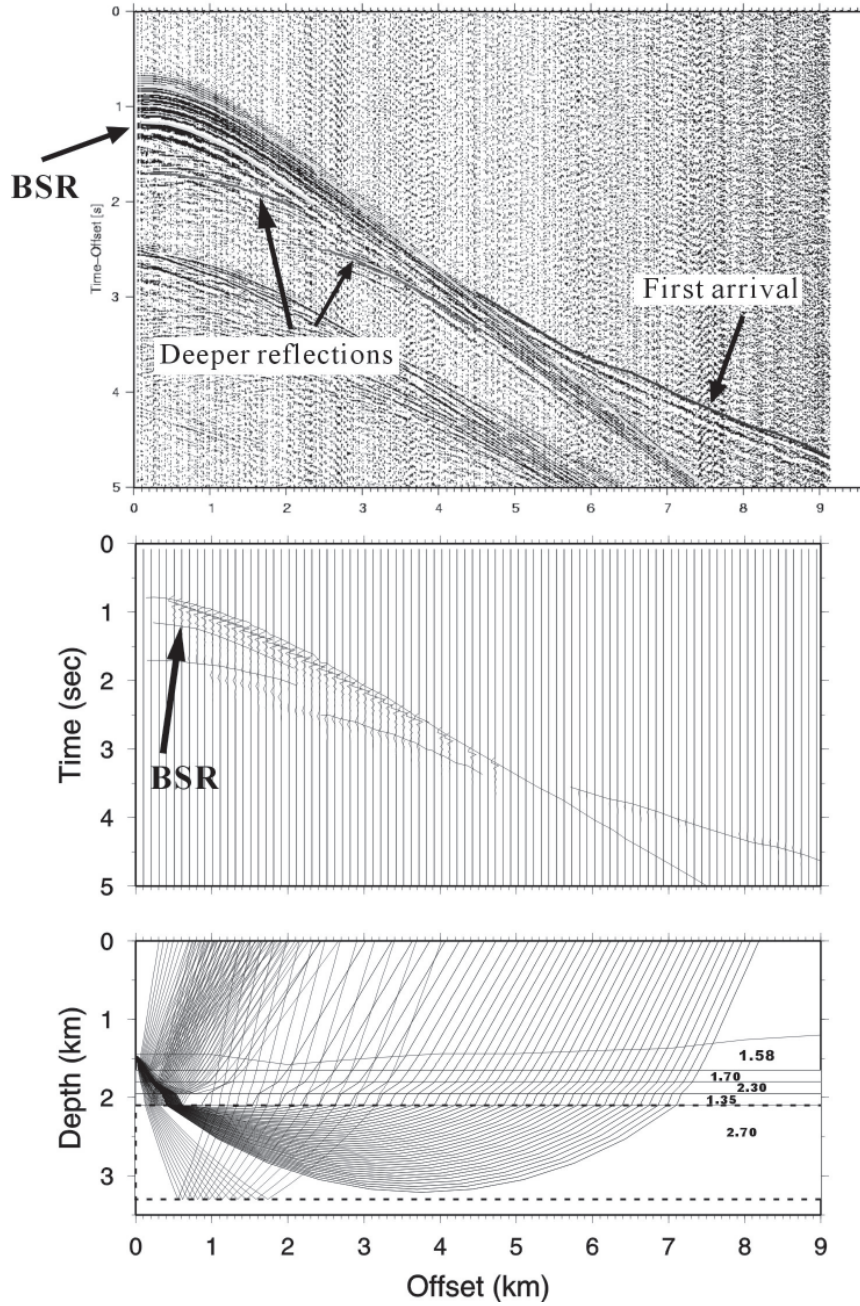 0
1
BSR
Time-Offset [s]
2
3
First arrival
Deeper reflections
4
5
0 1 2 3 4 5 6 7 8 9
0
1
2
3
4
5
Time (sec)
BSR
0
1
2
3
Depth (km)
1.58
1.70
2.30
1.35
2.70
0 1 2 3 4 5 6 7 8 9
Offset (km)